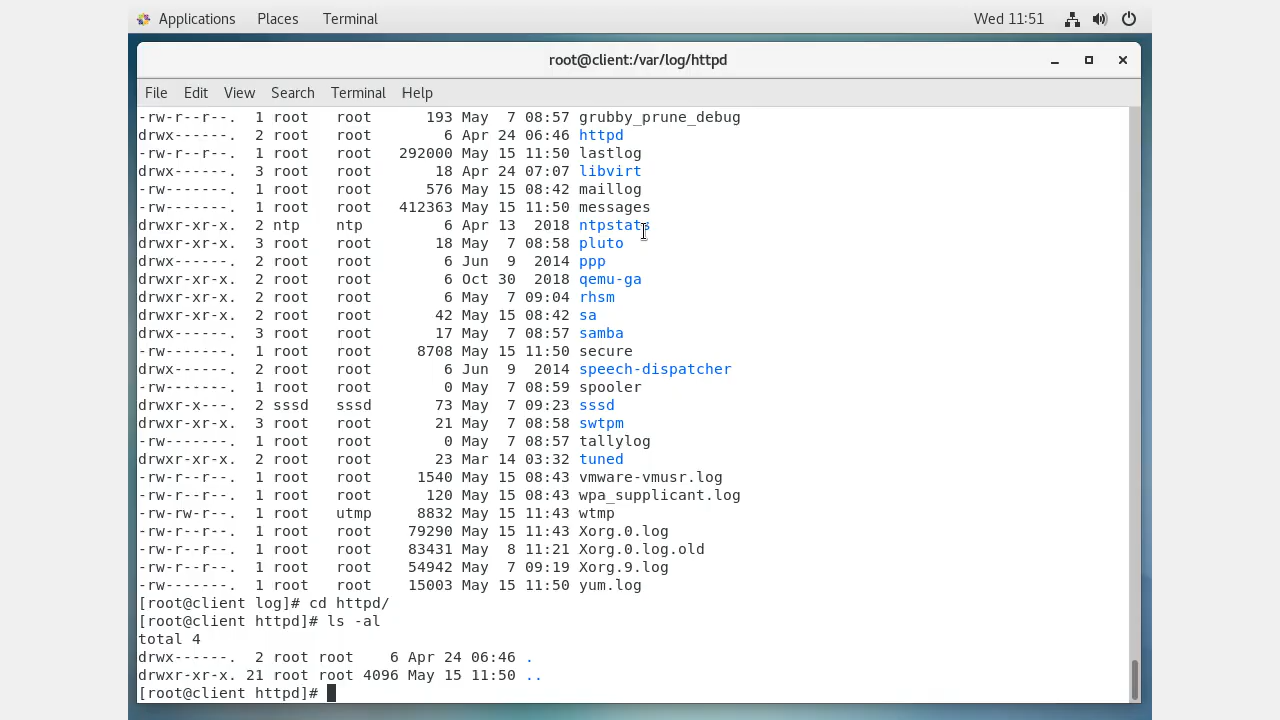 Applications Places Terminal Wed 11:51
root@client:/var/log/httpd
File Edit View Search Terminal Help
-rw-r--r--.  1 root   root      193 May  7 08:57 grubby_prune_debug
drwx------.  2 root   root        6 Apr 24 06:46 httpd
-rw-r--r--.  1 root   root   292000 May 15 11:50 lastlog
drwx------.  3 root   root       18 Apr 24 07:07 libvirt
-rw-------.  1 root   root      576 May 15 08:42 maillog
-rw-------.  1 root   root   412363 May 15 11:50 messages
drwxr-xr-x.  2 ntp    ntp         6 Apr 13  2018 ntpstats
drwxr-xr-x.  3 root   root       18 May  7 08:58 pluto
drwx------.  2 root   root        6 Jun  9  2014 ppp
drwxr-xr-x.  2 root   root        6 Oct 30  2018 qemu-ga
drwxr-xr-x.  2 root   root        6 May  7 09:04 rhsm
drwxr-xr-x.  2 root   root       42 May 15 08:42 sa
drwx------.  3 root   root       17 May  7 08:57 samba
-rw-------.  1 root   root     8708 May 15 11:50 secure
drwx------.  2 root   root        6 Jun  9  2014 speech-dispatcher
-rw-------.  1 root   root        0 May  7 08:59 spooler
drwxr-x---.  2 sssd   sssd       73 May  7 09:23 sssd
drwxr-xr-x.  3 root   root       21 May  7 08:58 swtpm
-rw-------.  1 root   root        0 May  7 08:57 tallylog
drwxr-xr-x.  2 root   root       23 Mar 14 03:32 tuned
-rw-r--r--.  1 root   root     1540 May 15 08:43 vmware-vmusr.log
-rw-r--r--.  1 root   root      120 May 15 08:43 wpa_supplicant.log
-rw-rw-r--.  1 root   utmp     8832 May 15 11:43 wtmp
-rw-r--r--.  1 root   root    79290 May 15 11:43 Xorg.0.log
-rw-r--r--.  1 root   root    83431 May  8 11:21 Xorg.0.log.old
-rw-r--r--.  1 root   root    54942 May  7 09:19 Xorg.9.log
-rw-------.  1 root   root    15003 May 15 11:50 yum.log
[root@client log]# cd httpd/
[root@client httpd]# ls -al
total 4
drwx------.  2 root root    6 Apr 24 06:46 .
drwxr-xr-x. 21 root root 4096 May 15 11:50 ..
[root@client httpd]#